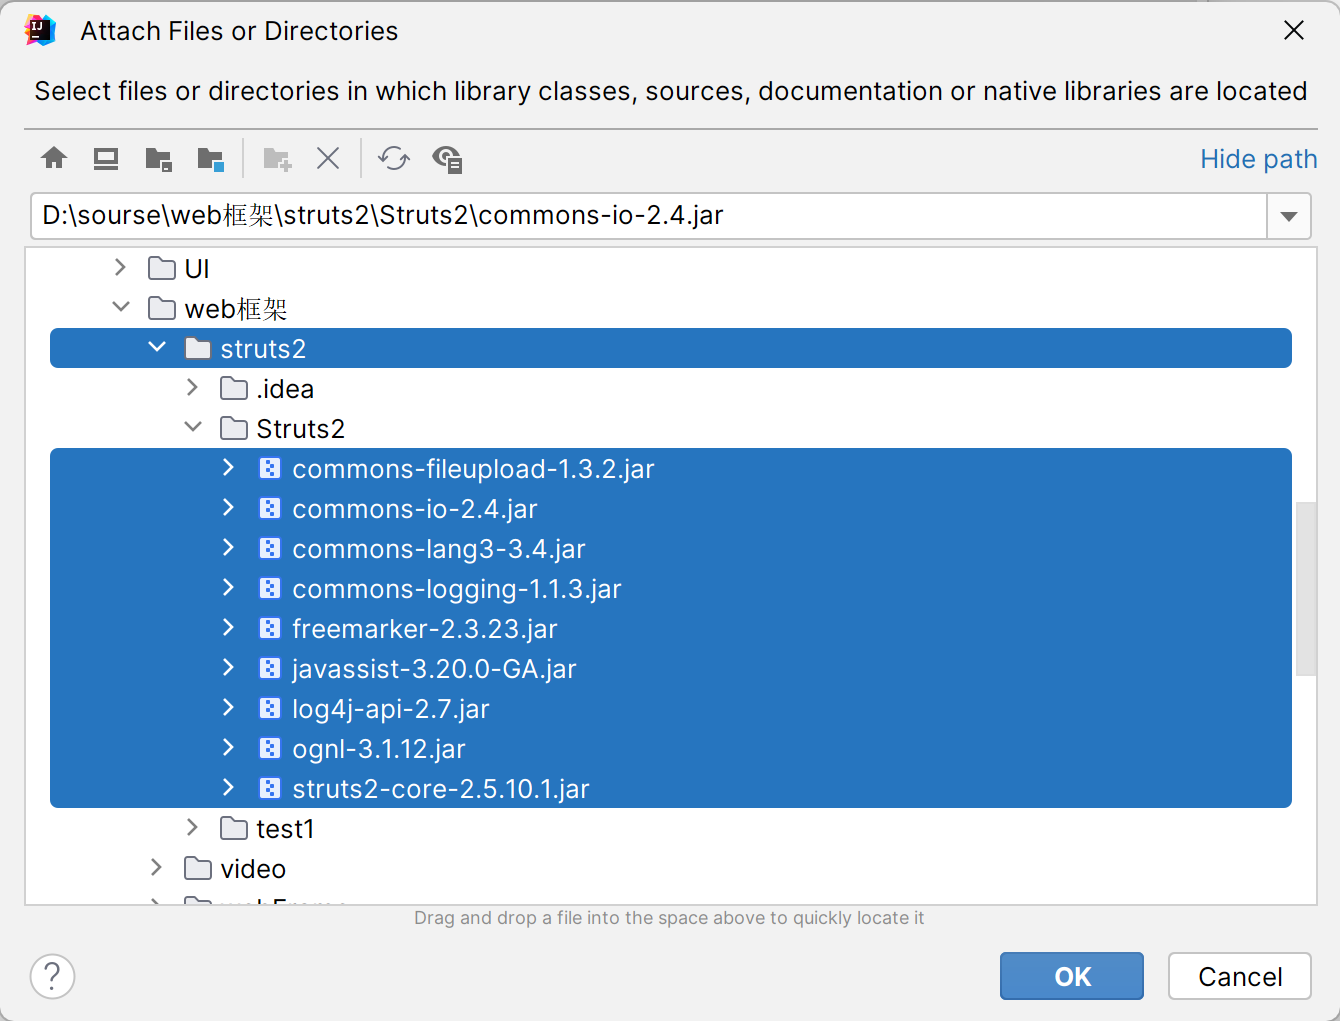 Attach Files or Directories
Select files or directories in which library classes, sources, documentation or native libraries are located
Hide path
D:\sourse\web框架\struts2\Struts2\commons-io-2.4.jar
UI
web框架
struts2
.idea
Struts2
commons-fileupload-1.3.2.jar
commons-io-2.4.jar
commons-lang3-3.4.jar
commons-logging-1.1.3.jar
freemarker-2.3.23.jar
javassist-3.20.0-GA.jar
log4j-api-2.7.jar
ognl-3.1.12.jar
struts2-core-2.5.10.1.jar
test1
video
Drag and drop a file into the space above to quickly locate it
?
OK
Cancel